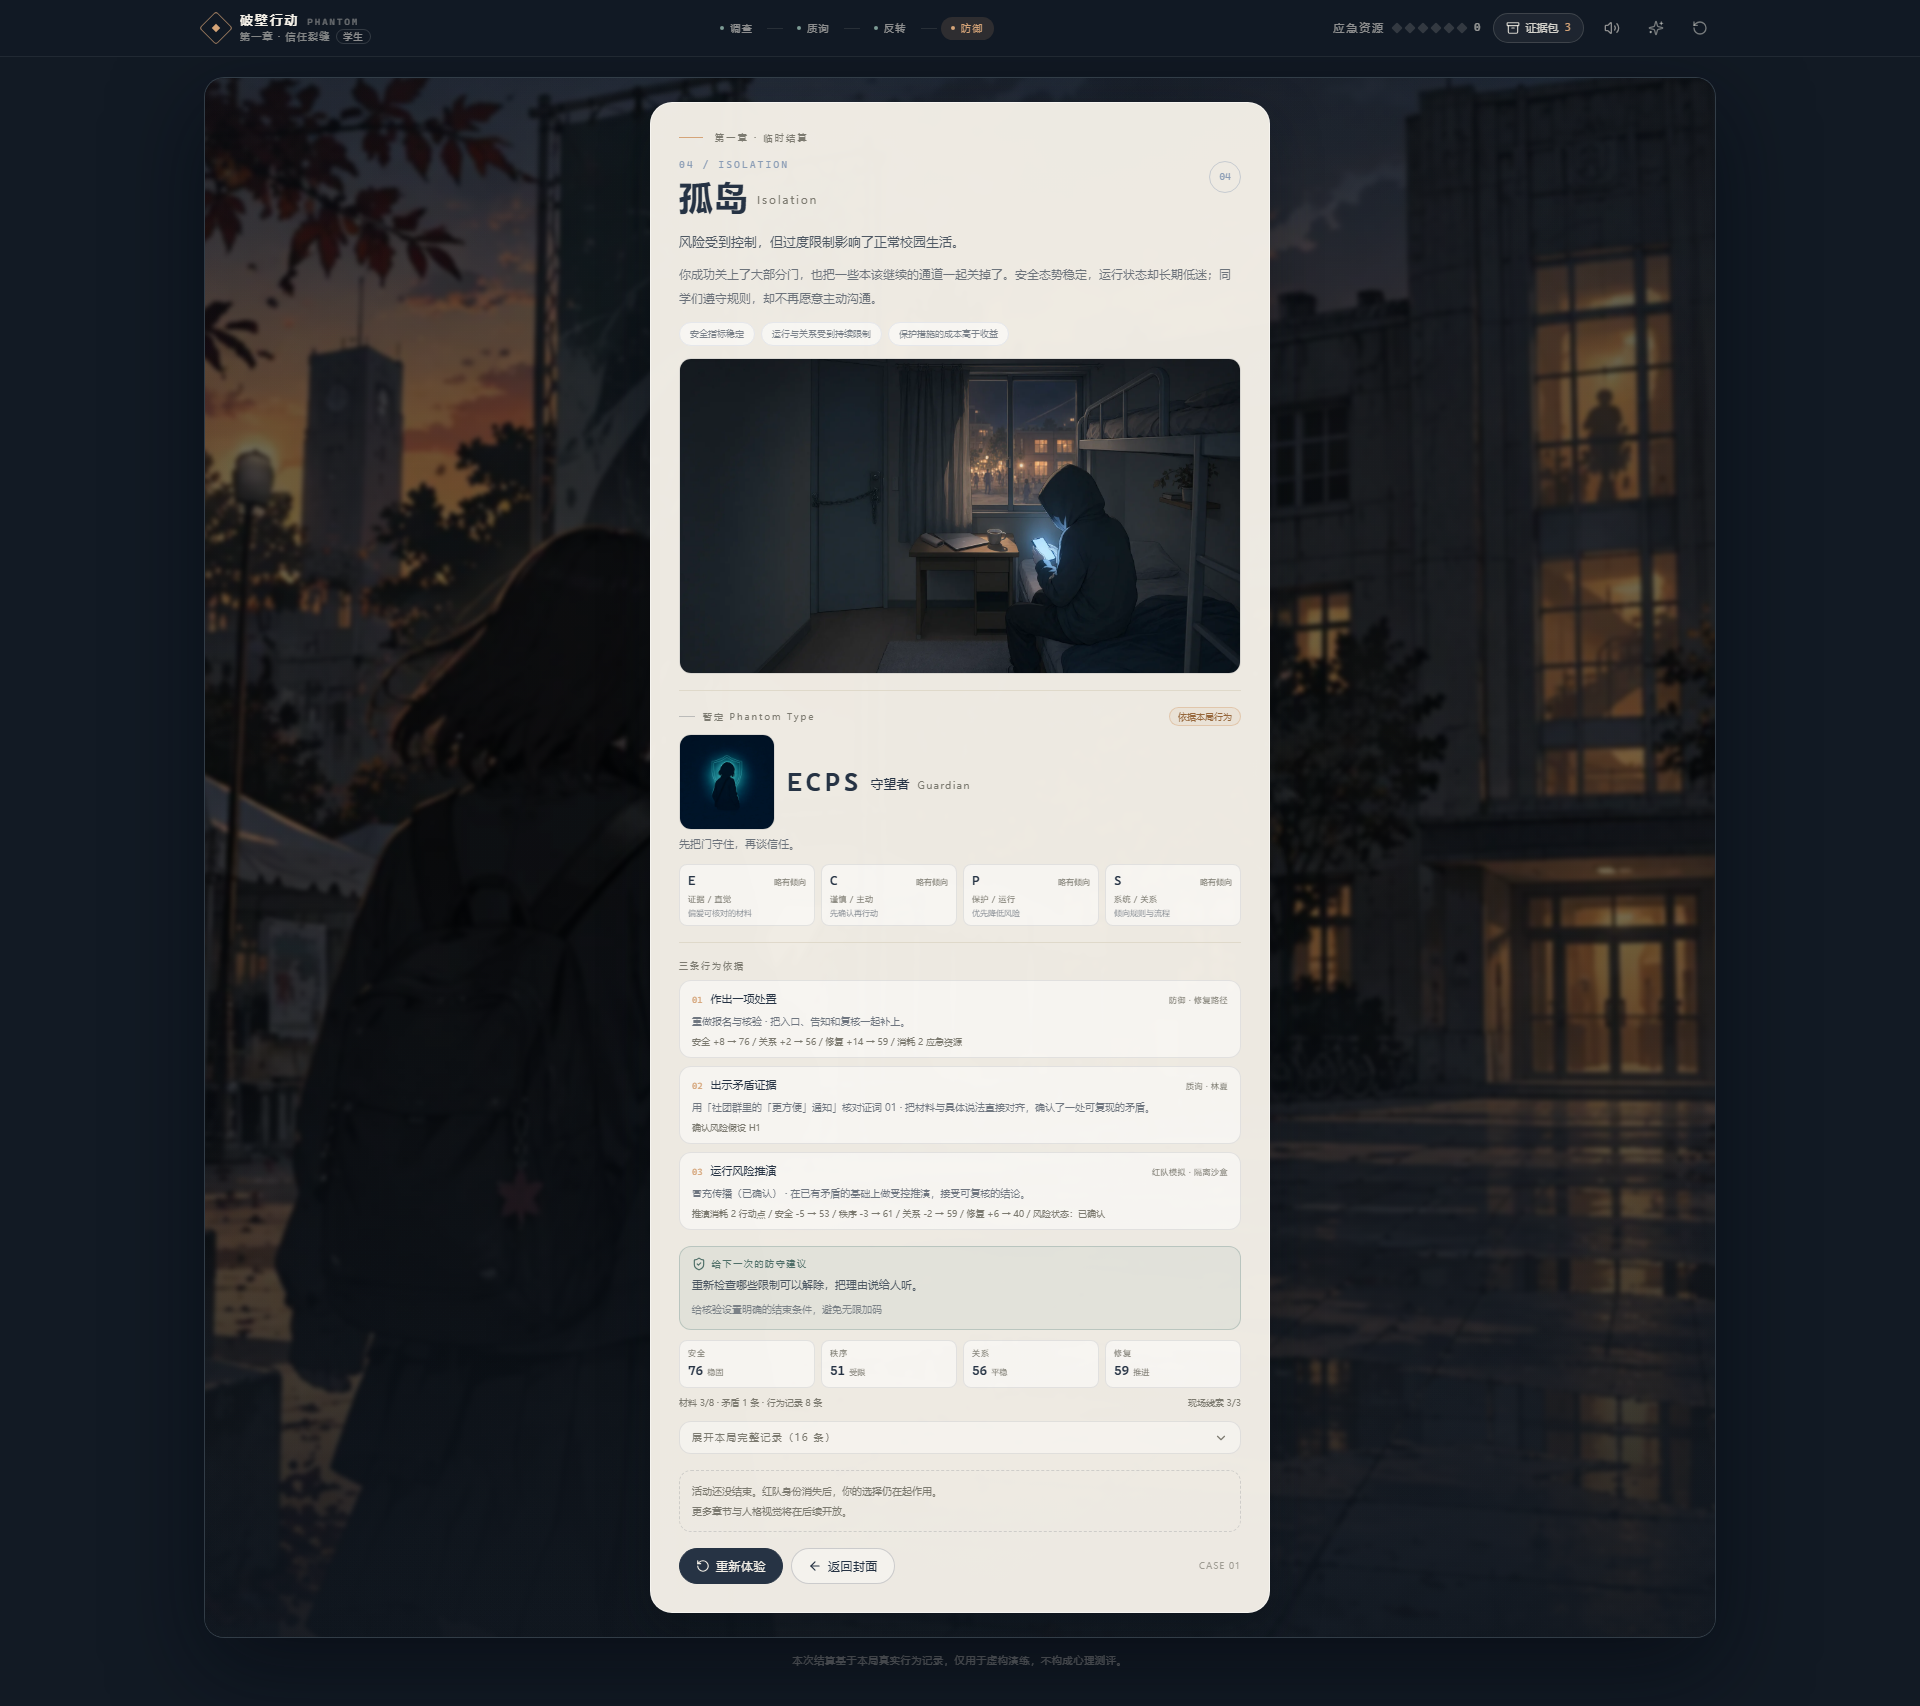 破壁行动 PHANTOM
第一章 · 信任裂缝 学生
调查
质询
反转
防御
应急资源 0
证据包 3
第一章 · 临时结算
04 / ISOLATION
04
孤岛 Isolation
风险受到控制，但过度限制影响了正常校园生活。
你成功关上了大部分门，也把一些本该继续的通道一起关掉了。安全态势稳定，运行状态却长期低迷；同
学们遵守规则，却不再愿意主动沟通。
安全指标稳定
运行与关系受到持续限制
保护措施的成本高于收益
暂定 Phantom Type
依据本局行为
ECPS 守望者 Guardian
先把门守住，再谈信任。
E 略有倾向
证据 / 直觉
偏爱可核对的材料
C 略有倾向
谨慎 / 主动
先确认再行动
P 略有倾向
保护 / 运行
优先降低风险
S 略有倾向
系统 / 关系
倾向规则与流程
三条行为依据
01 作出一项处置 防御 · 修复路径
重做报名与核验 · 把入口、告知和复核一起补上。
安全 +8 → 76 / 关系 +2 → 56 / 修复 +14 → 59 / 消耗 2 应急资源
02 出示矛盾证据 质询 · 林夏
用「社团群里的「更方便」通知」核对证词 01 · 把材料与具体说法直接对齐，确认了一处可复现的矛盾。
确认风险假设 H1
03 运行风险推演 红队模拟 · 隔离沙盒
冒充传播（已确认） · 在已有矛盾的基础上做受控推演，接受可复核的结论。
推演消耗 2 行动点 / 安全 -5 → 53 / 秩序 -3 → 61 / 关系 -2 → 59 / 修复 +6 → 40 / 风险状态：已确认
给下一次的防守建议
重新检查哪些限制可以解除，把理由说给人听。
给核验设置明确的结束条件，避免无限加码
安全
76 稳固
秩序
51 受限
关系
56 平稳
修复
59 推进
材料 3/8 · 矛盾 1 条 · 行为记录 8 条
现场线索 3/3
展开本局完整记录（16 条）
活动还没结束。红队身份消失后，你的选择仍在起作用。
更多章节与人格视觉将在后续开放。
重新体验
返回封面
CASE 01
本次结算基于本局真实行为记录，仅用于虚构演练，不构成心理测评。